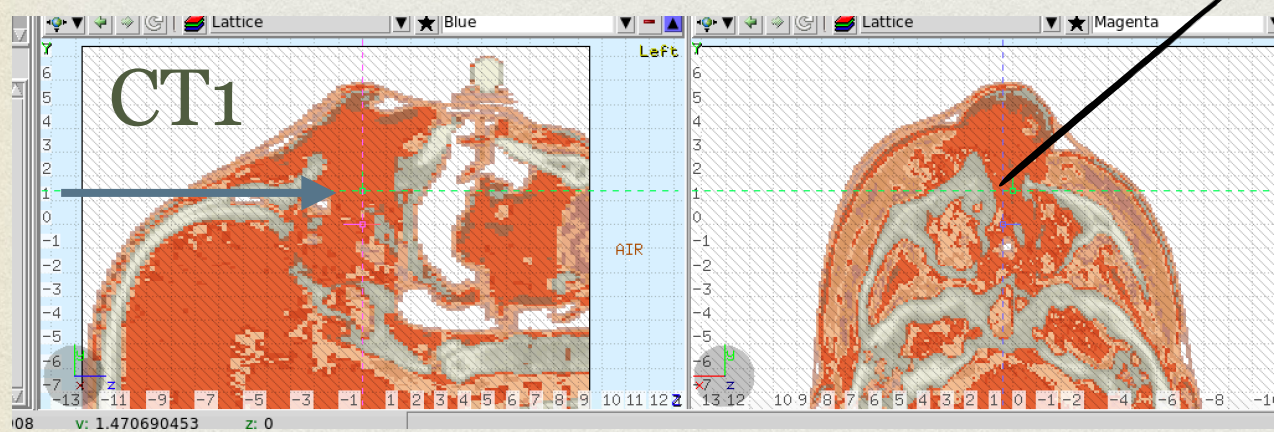 Lattice Blue Lattice Magenta
Y Left Y
CT1
6 6
5 5
4 4
3 3
2 2
1 1
0 0
-1 AIR -1
-2 -2
-3 -3
-4 -4
-5 -5
-6 y -6 y
-7 x z -7 x z
-13 -11 -9 -7 -5 -3 -1 1 2 3 4 5 6 7 8 9 10 11 12 z 13 12 10 9 8 7 6 5 4 3 2 1 0 -1 -2 -4 -6 -8 -10
08 v: 1.470690453 z: 0